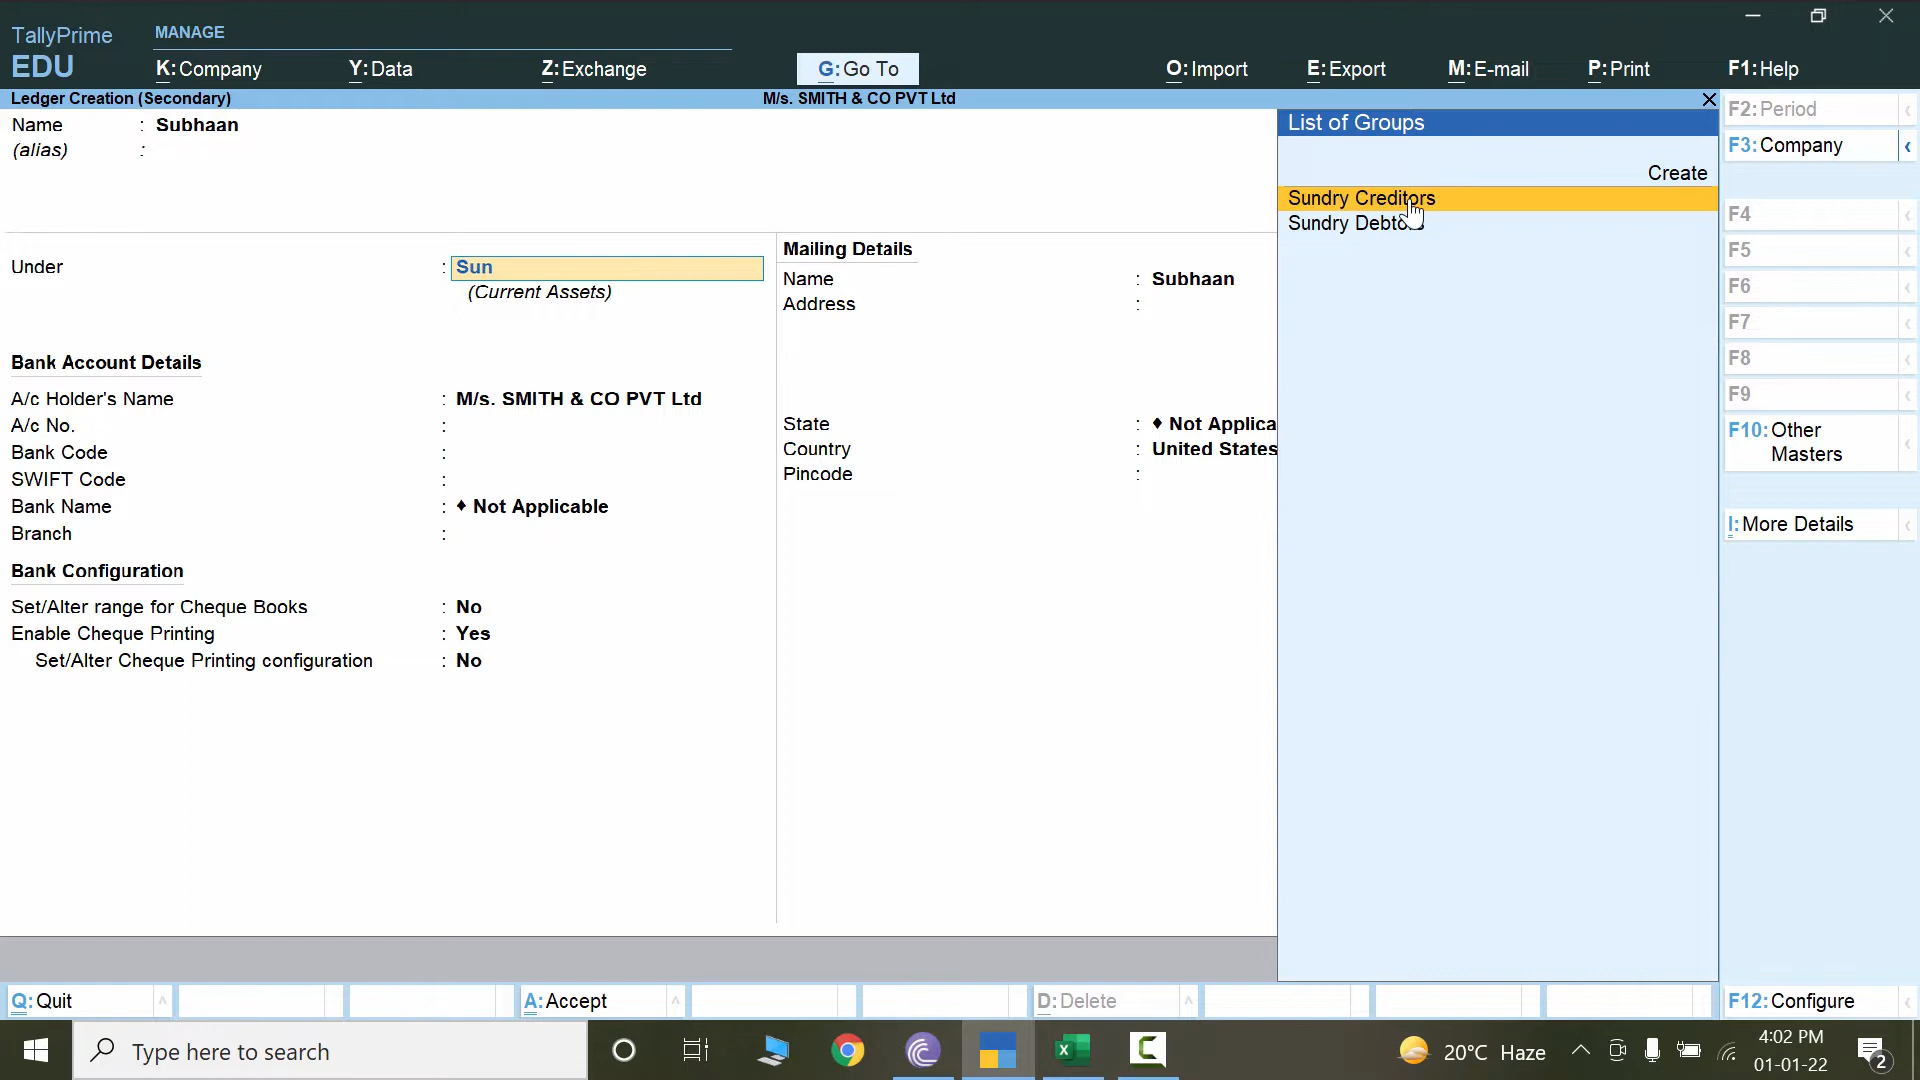 TallyPrime
EDU
MANAGE
K:Company
Y:Data
Z:Exchange
G:Go To
O:Import
E:Export
M:E-mail
P:Print
F1:Help
Ledger Creation (Secondary)
M/s. SMITH & CO PVT Ltd
Name : Subhaan
(alias) :
Under : Sun
(Current Assets)
Bank Account Details
A/c Holder's Name : M/s. SMITH & CO PVT Ltd
A/c No. :
Bank Code :
SWIFT Code :
Bank Name : ♦ Not Applicable
Branch :
Bank Configuration
Set/Alter range for Cheque Books : No
Enable Cheque Printing : Yes
Set/Alter Cheque Printing configuration : No
Mailing Details
Name : Subhaan
Address :
State : ♦ Not Applica
Country : United States
Pincode :
List of Groups
Create
Sundry Creditors
Sundry Debtors
F2:Period
F3:Company
F4
F5
F6
F7
F8
F9
F10:Other
Masters
I:More Details
Q:Quit
A:Accept
D:Delete
F12:Configure
Type here to search
20°C Haze
4:02 PM
01-01-22
2